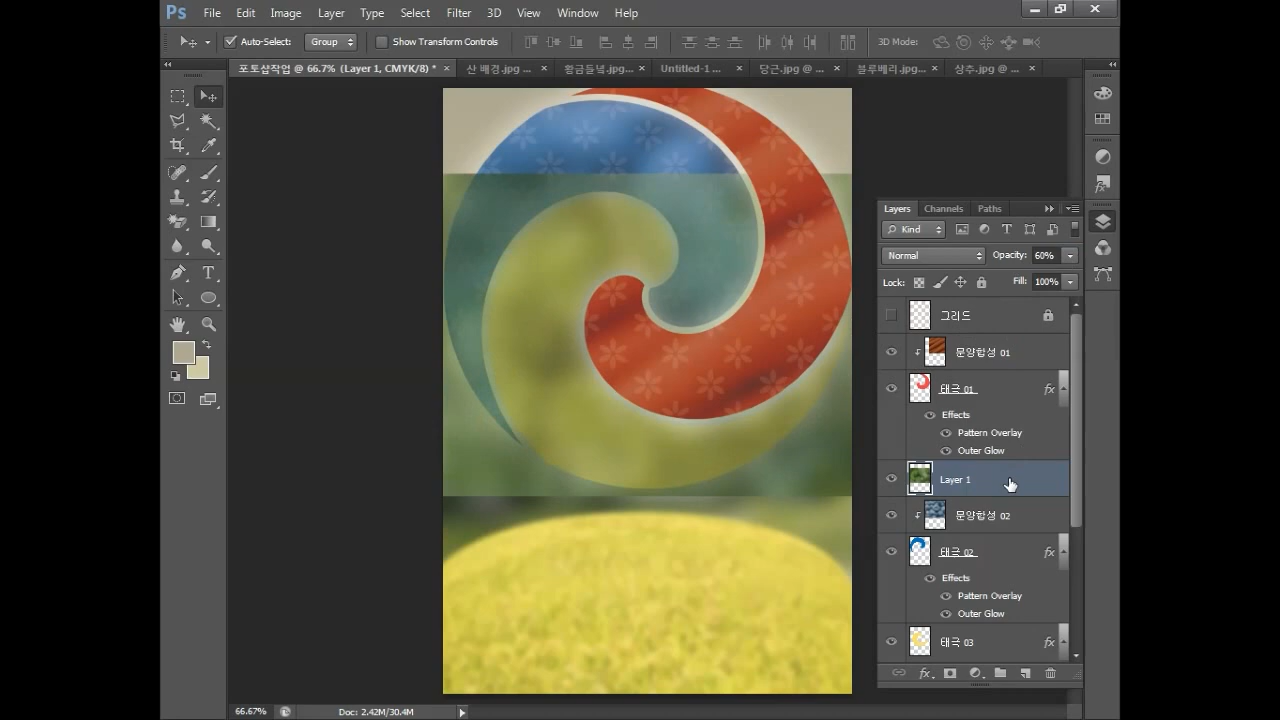 Ps File Edit Image Layer Type Select Filter 3D View Window Help
Auto-Select: Group Show Transform Controls 3D Mode:
포토샵작업 @ 66.7% (Layer 1, CMYK/8) * × 산 배경.jpg ... × 황금들녘.jpg... × Untitled-1 ... × 당근.jpg @ ... × 블루베리.jpg... × 상추.jpg @ ... ×
Layers Channels Paths
Kind
Normal Opacity: 60%
Lock: Fill: 100%
그리드
문양합성 01
태극 01 fx
Effects
Pattern Overlay
Outer Glow
Layer 1
문양합성 02
태극 02 fx
Effects
Pattern Overlay
Outer Glow
태극 03 fx
66.67% Doc: 2.42M/30.4M